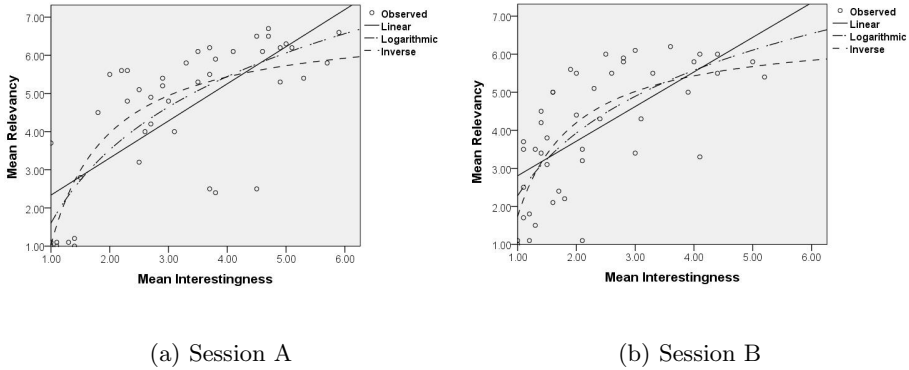 7.00
6.00
5.00
4.00
3.00
2.00
1.00
1.00 2.00 3.00 4.00 5.00 6.00
Mean Relevancy
Mean Interestingness
Observed
Linear
Logarithmic
Inverse
(a) Session A
7.00
6.00
5.00
4.00
3.00
2.00
1.00
1.00 2.00 3.00 4.00 5.00 6.00
Mean Relevancy
Mean Interestingness
Observed
Linear
Logarithmic
Inverse
(b) Session B